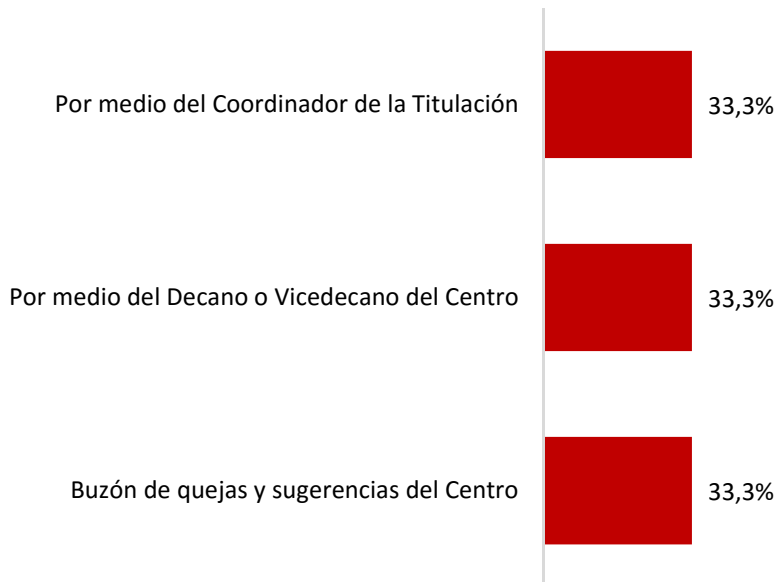 Por medio del Coordinador de la Titulación 33,3%
Por medio del Decano o Vicedecano del Centro 33,3%
Buzón de quejas y sugerencias del Centro 33,3%